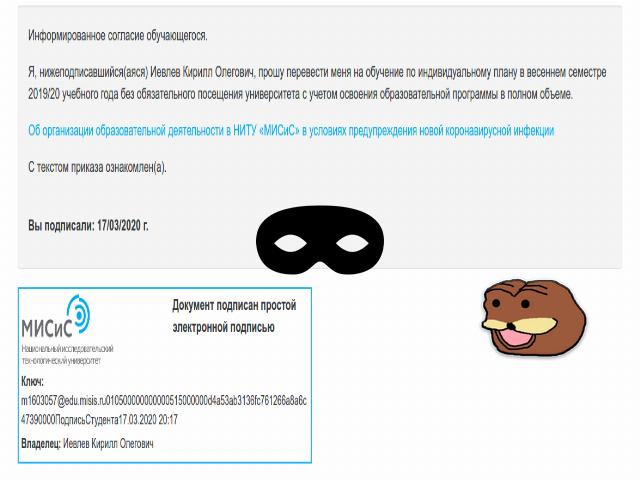 Информированное согласие обучающегося.
Я, нижеподписавшийся(аяся) Иевлев Кирилл Олегович, прошу перевести меня на обучение по индивидуальному плану в весеннем семестре
2019/20 учебного года без обязательного посещения университета с учетом освоения образовательной программы в полном объеме.
Об организации образовательной деятельности в НИТУ «МИСиС» в условиях предупреждения новой коронавирусной инфекции
С текстом приказа ознакомлен(а).
Вы подписали: 17/03/2020 г.
МИСиС
Национальный исследовательский
технологический университет
Документ подписан простой
электронной подписью
Ключ:
m1603057@edu.misis.ru010500000000000515000000d4a53ab3136fc761266a8a6c
47390000ПодписьСтудента17.03.2020 20:17
Владелец: Иевлев Кирилл Олегович